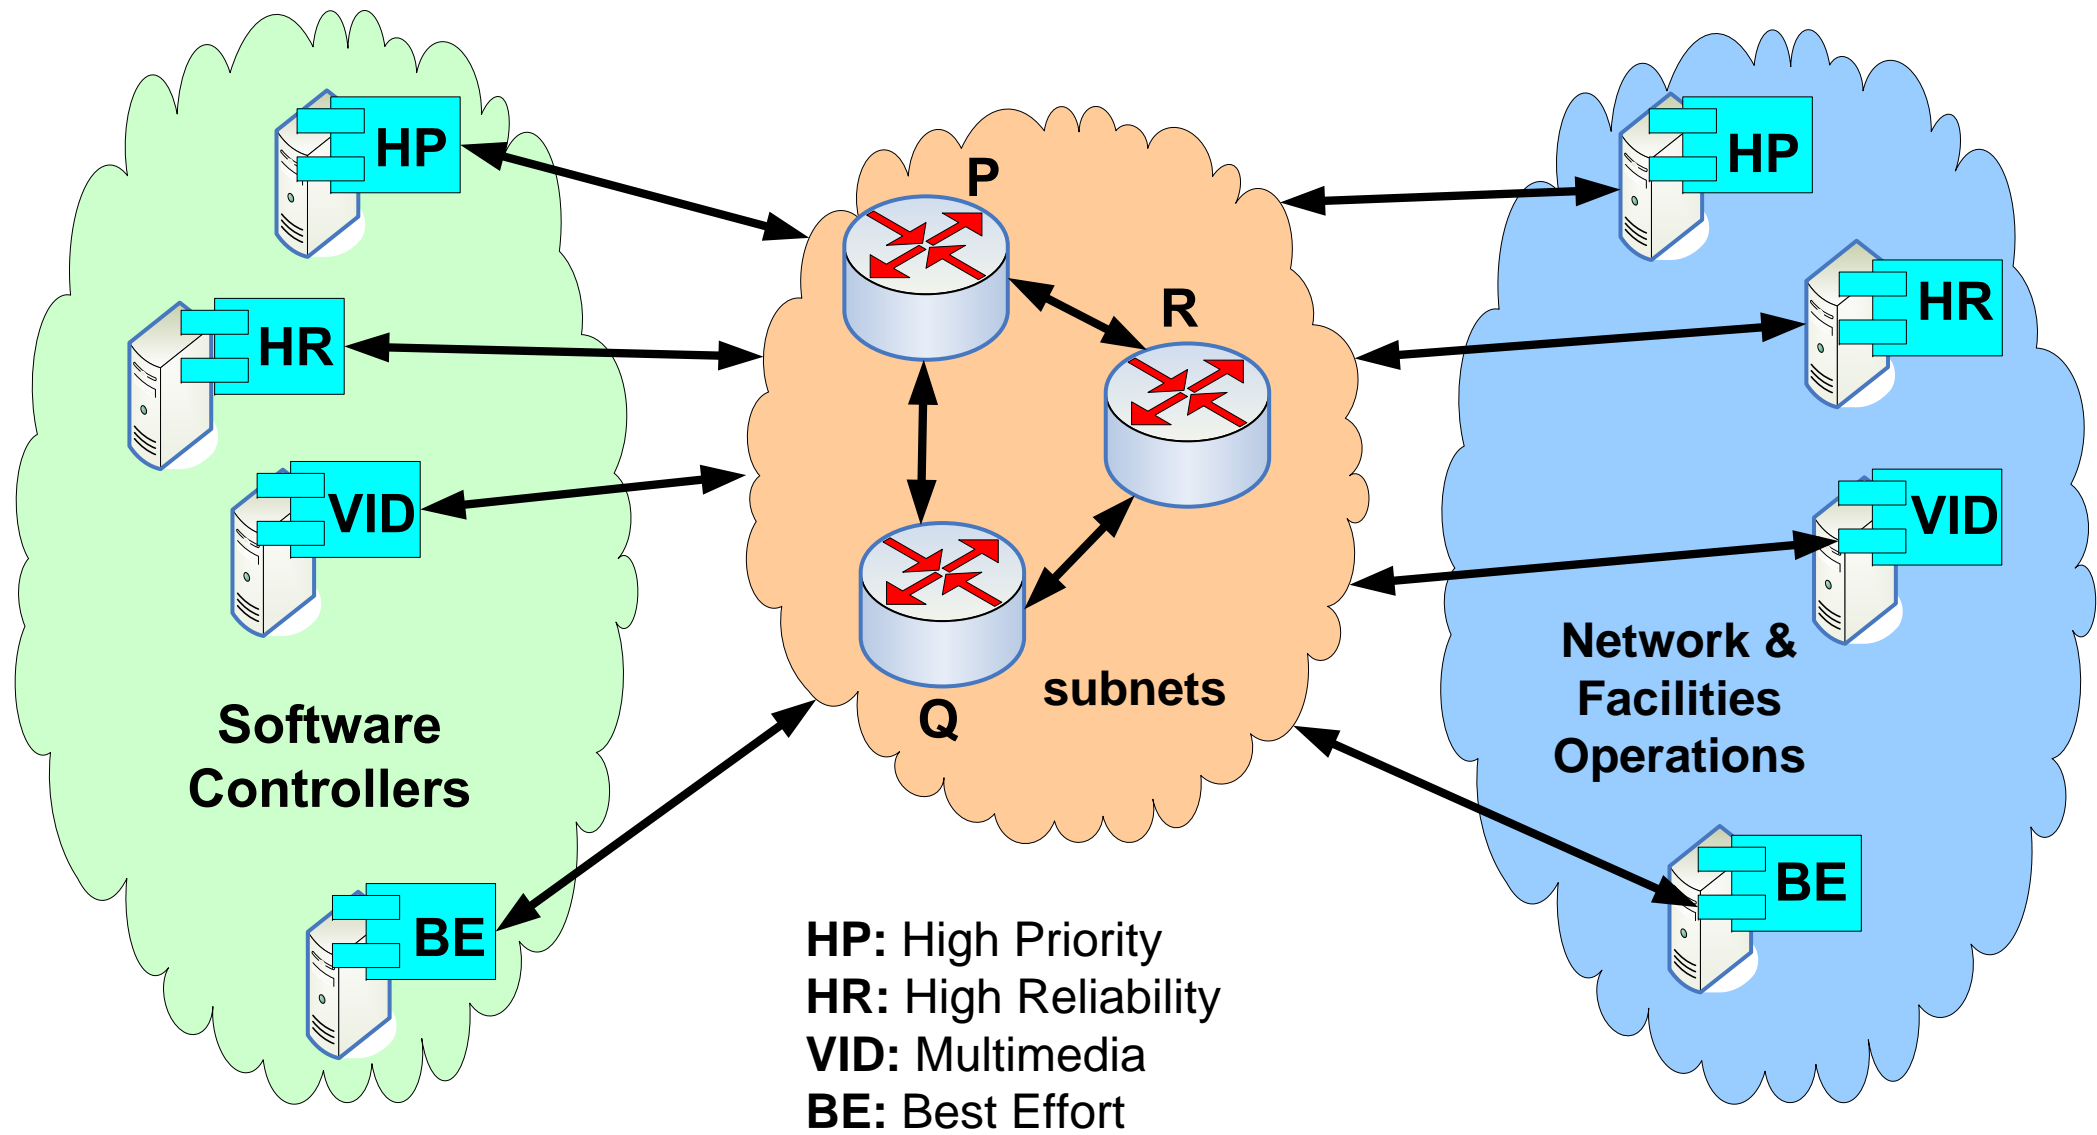 HP
HR
VID
Software
Controllers
BE
P
R
Q
subnets
HP
HR
VID
Network &
Facilities
Operations
BE
HP: High Priority
HR: High Reliability
VID: Multimedia
BE: Best Effort